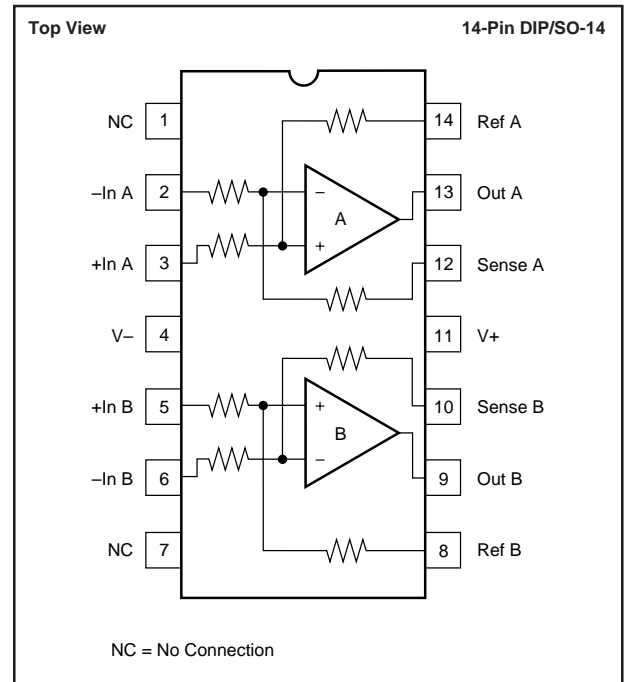 Top View
14-Pin DIP/SO-14
NC 1
–In A 2
+In A 3
V– 4
+In B 5
–In B 6
NC 7
– A +
+ B –
14 Ref A
13 Out A
12 Sense A
11 V+
10 Sense B
9 Out B
8 Ref B
NC = No Connection